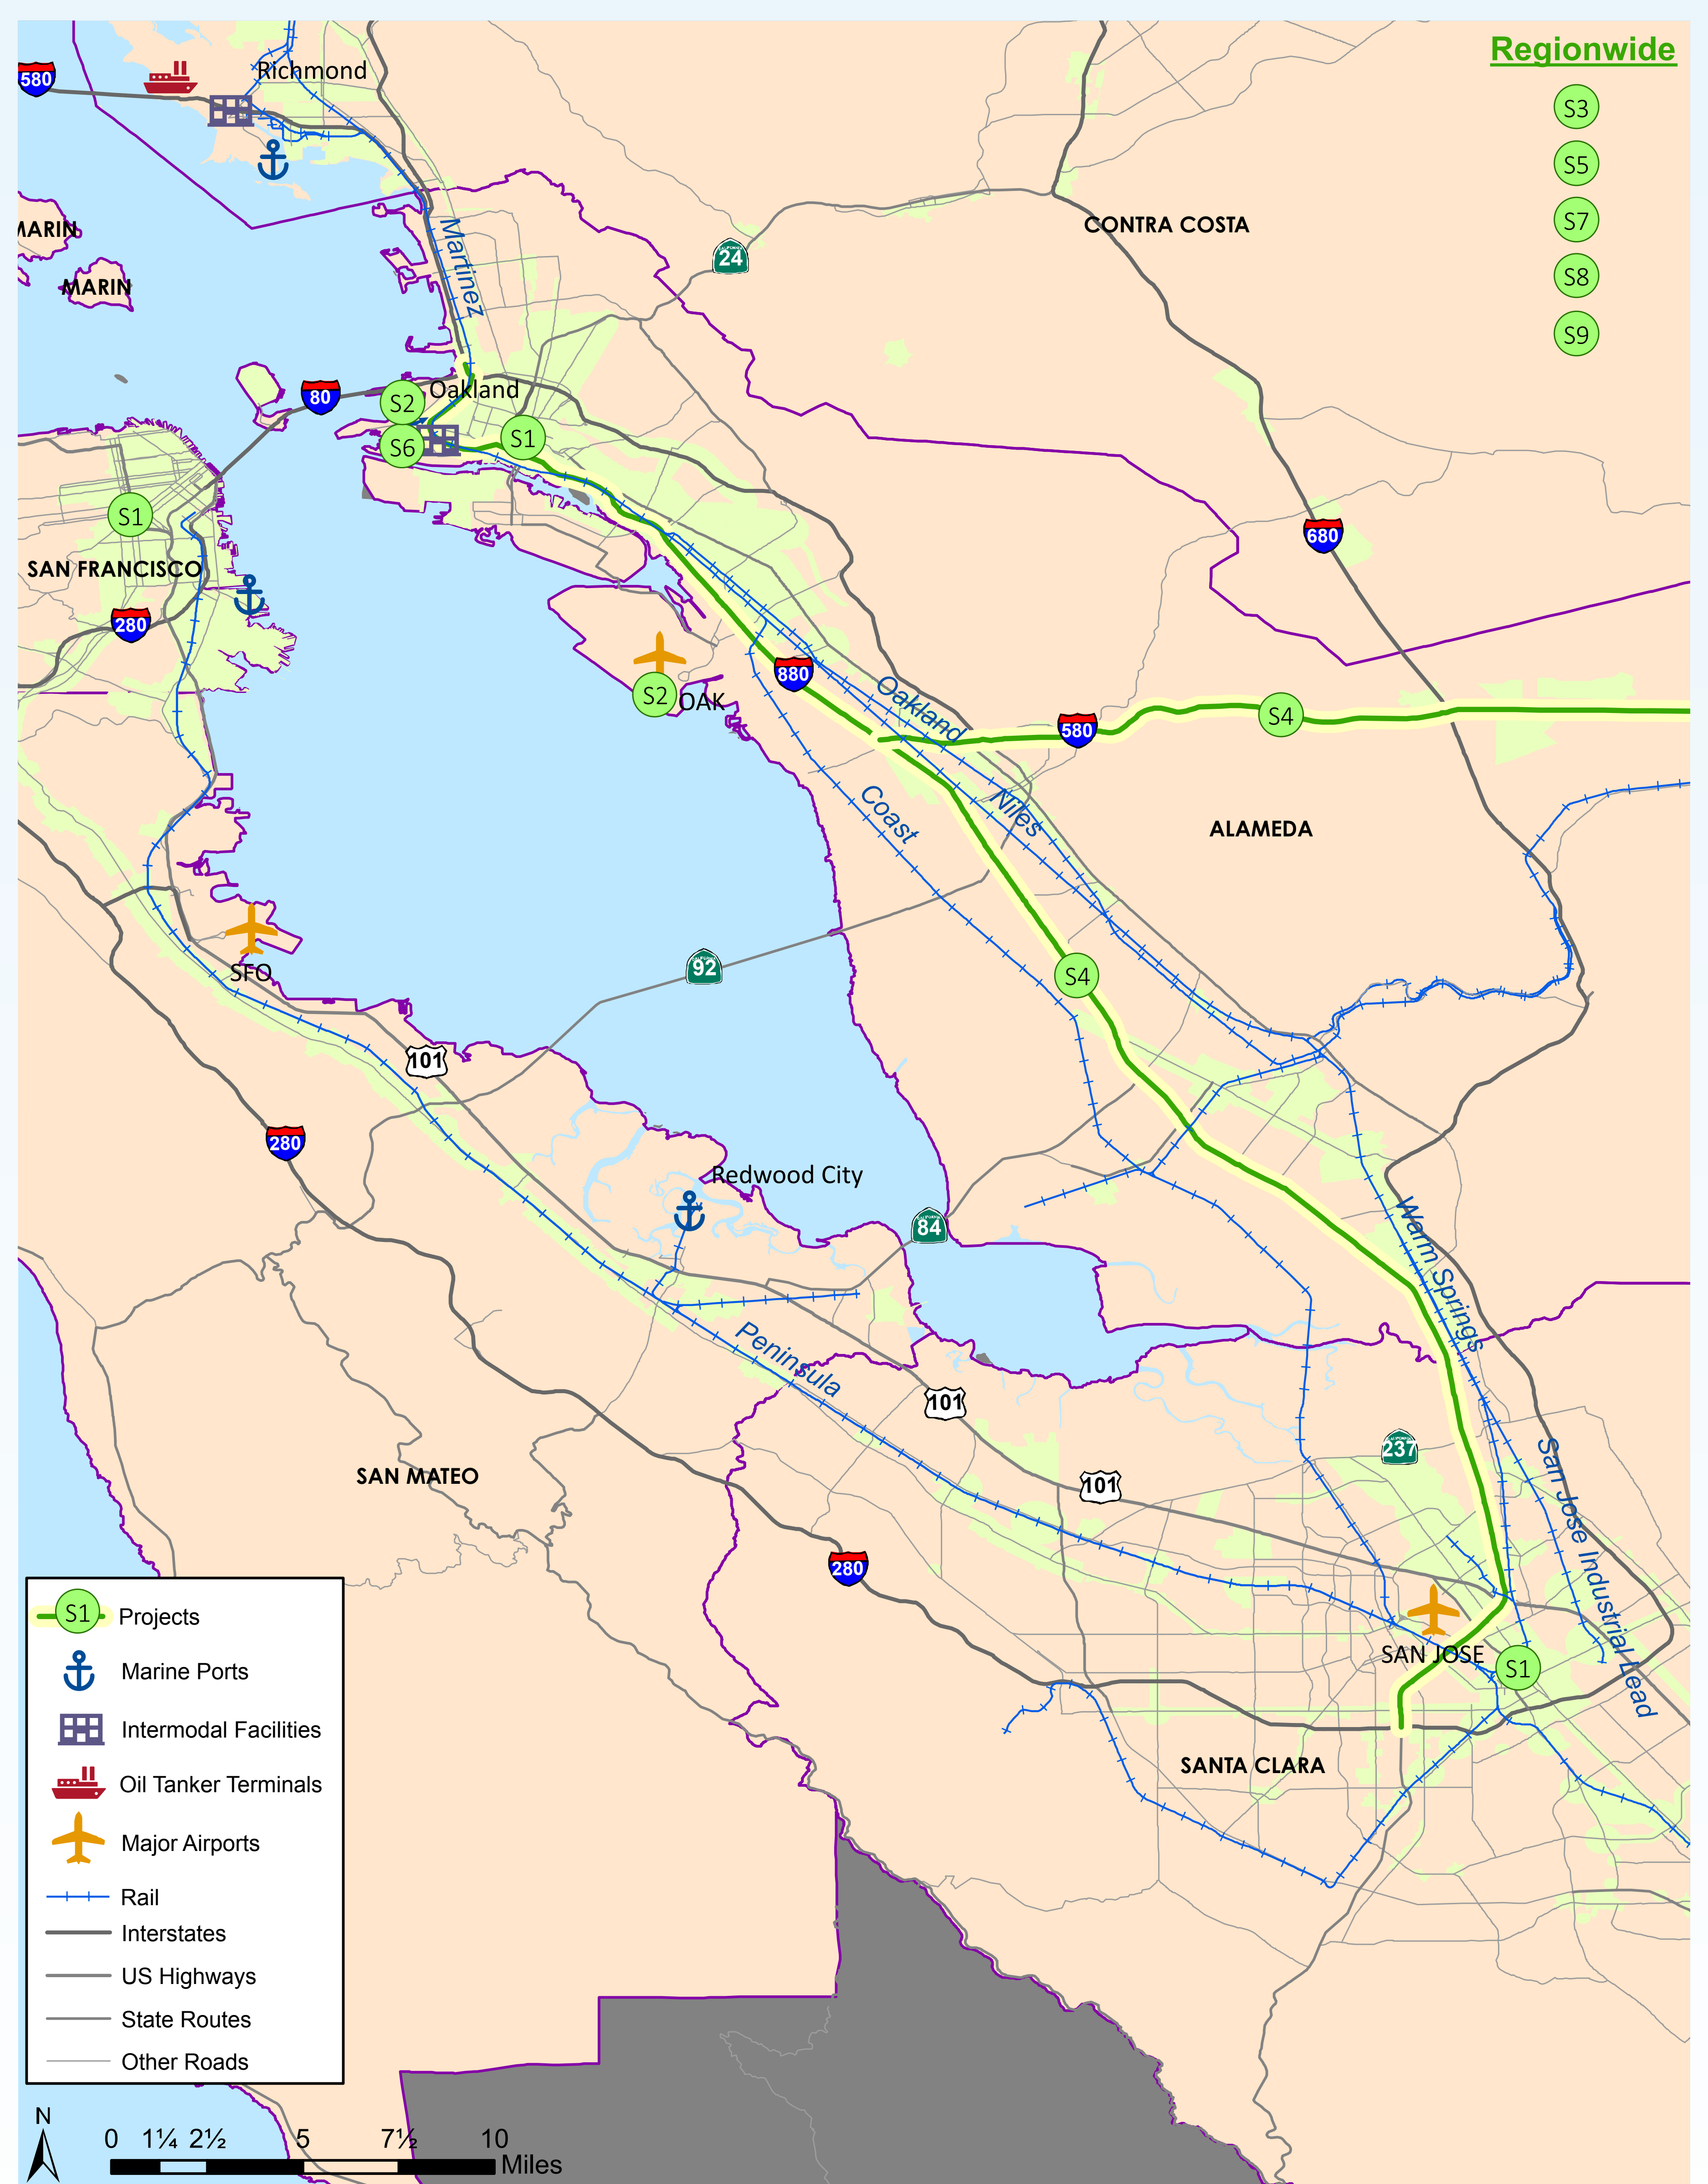 Regionwide
S3
S5
S7
S8
S9
Richmond
580
MARIN
MARIN
Martinez
24
CONTRA COSTA
80
S2
Oakland
S6
S1
S1
SAN FRANCISCO
280
680
S2
OAK
880
Oakland
580
S4
Coast
Niles
ALAMEDA
SFO
92
S4
101
280
Redwood City
84
Warm Springs
Peninsula
101
237
101
SAN MATEO
San Jose Industrial Lead
280
SAN JOSE
S1
SANTA CLARA
S1 Projects
Marine Ports
Intermodal Facilities
Oil Tanker Terminals
Major Airports
Rail
Interstates
US Highways
State Routes
Other Roads
N
0 1¼ 2½ 5 7½ 10
Miles